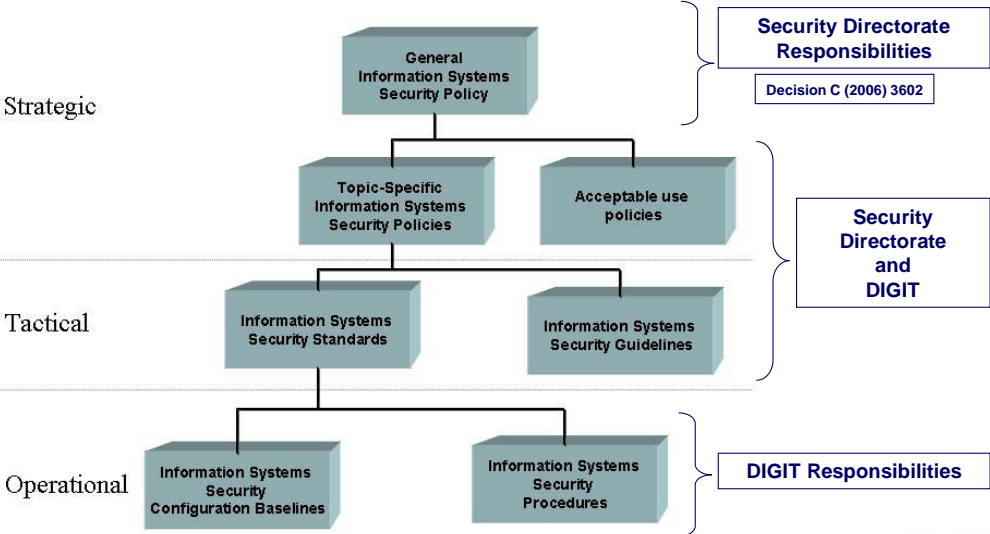 Strategic
General
Information Systems
Security Policy
Security Directorate
Responsibilities
Decision C (2006) 3602
Topic-Specific
Information Systems
Security Policies
Acceptable use
policies
Security
Directorate
and
DIGIT
Tactical
Information Systems
Security Standards
Information Systems
Security Guidelines
Operational
Information Systems
Security
Configuration Baselines
Information Systems
Security
Procedures
DIGIT Responsibilities